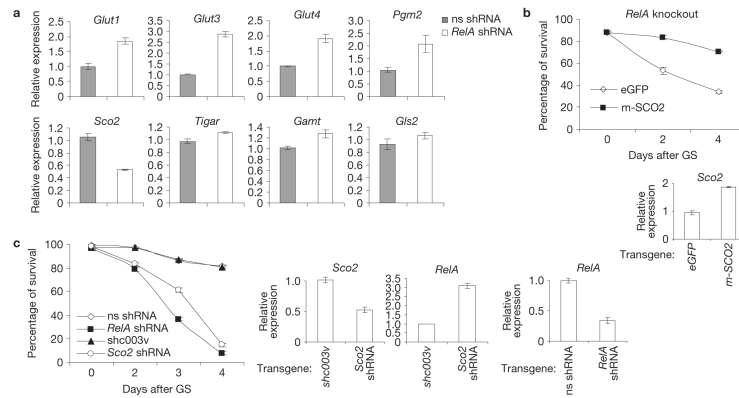 a
Glut1
Glut3
Glut4
Pgm2
ns shRNA
RelA shRNA
Relative expression
2.0
1.5
1.0
0.5
0
3.5
3.0
2.5
2.0
1.5
1.0
0.5
0
2.5
2.0
1.5
1.0
0.5
0
3.0
2.5
2.0
1.5
1.0
0.5
0
Sco2
Tigar
Gamt
Gls2
Relative expression
1.2
1.0
0.8
0.6
0.4
0.2
0
1.2
1.0
0.8
0.6
0.4
0.2
0
1.4
1.2
1.0
0.8
0.6
0.4
0.2
0
1.4
1.2
1.0
0.8
0.6
0.4
0.2
0
b
RelA knockout
Percentage of survival
100
80
60
40
20
0
eGFP
m-SCO2
0
2
4
Days after GS
Sco2
Relative
expression
2
1
0
Transgene:
eGFP
m-SCO2
c
Percentage of survival
100
80
60
40
20
0
ns shRNA
RelA shRNA
shc003v
Sco2 shRNA
0
2
3
4
Days after GS
Sco2
Relative
expression
1.0
0.5
0
Transgene:
shc003v
Sco2
shRNA
RelA
3.5
2.5
1.5
1.0
0
shc003v
Sco2
shRNA
RelA
Relative
expression
1.0
0.5
0
Transgene:
ns shRNA
RelA
shRNA